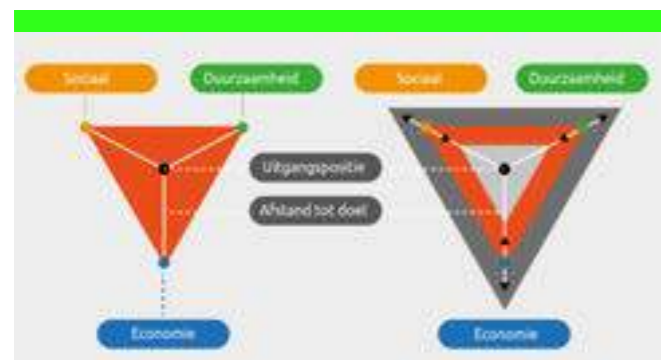 Sociaal
Duurzaamheid
Sociaal
Duurzaamheid
Uitgangspositie
Afstand tot doel
Economie
Economie